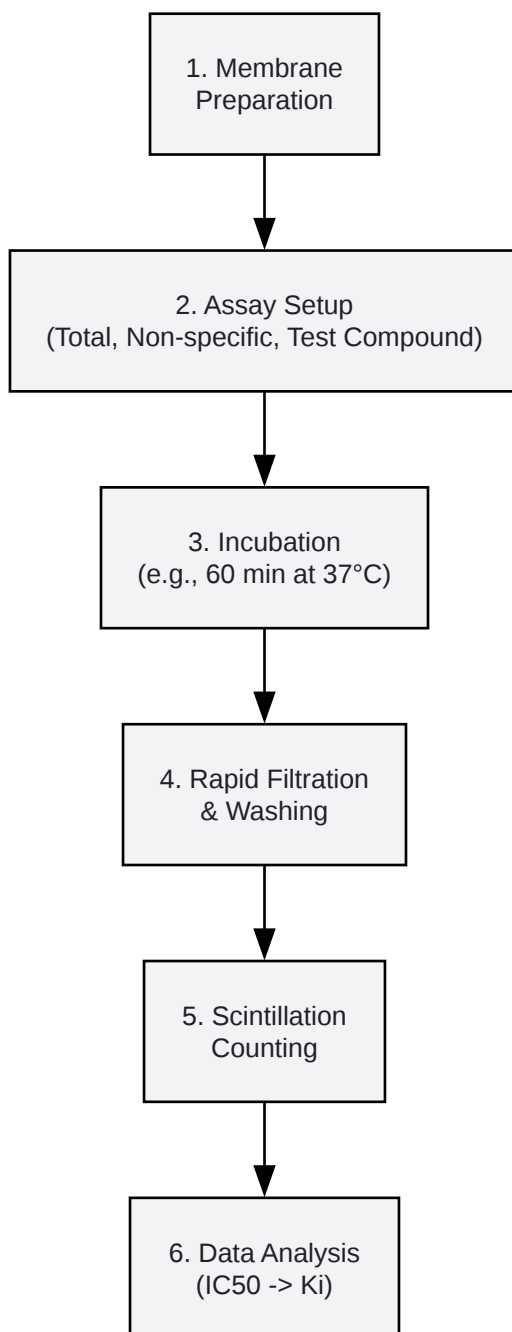 1. Membrane
Preparation
2. Assay Setup
(Total, Non-specific, Test Compound)
3. Incubation
(e.g., 60 min at 37°C)
4. Rapid Filtration
& Washing
5. Scintillation
Counting
6. Data Analysis
(IC50 -> Ki)